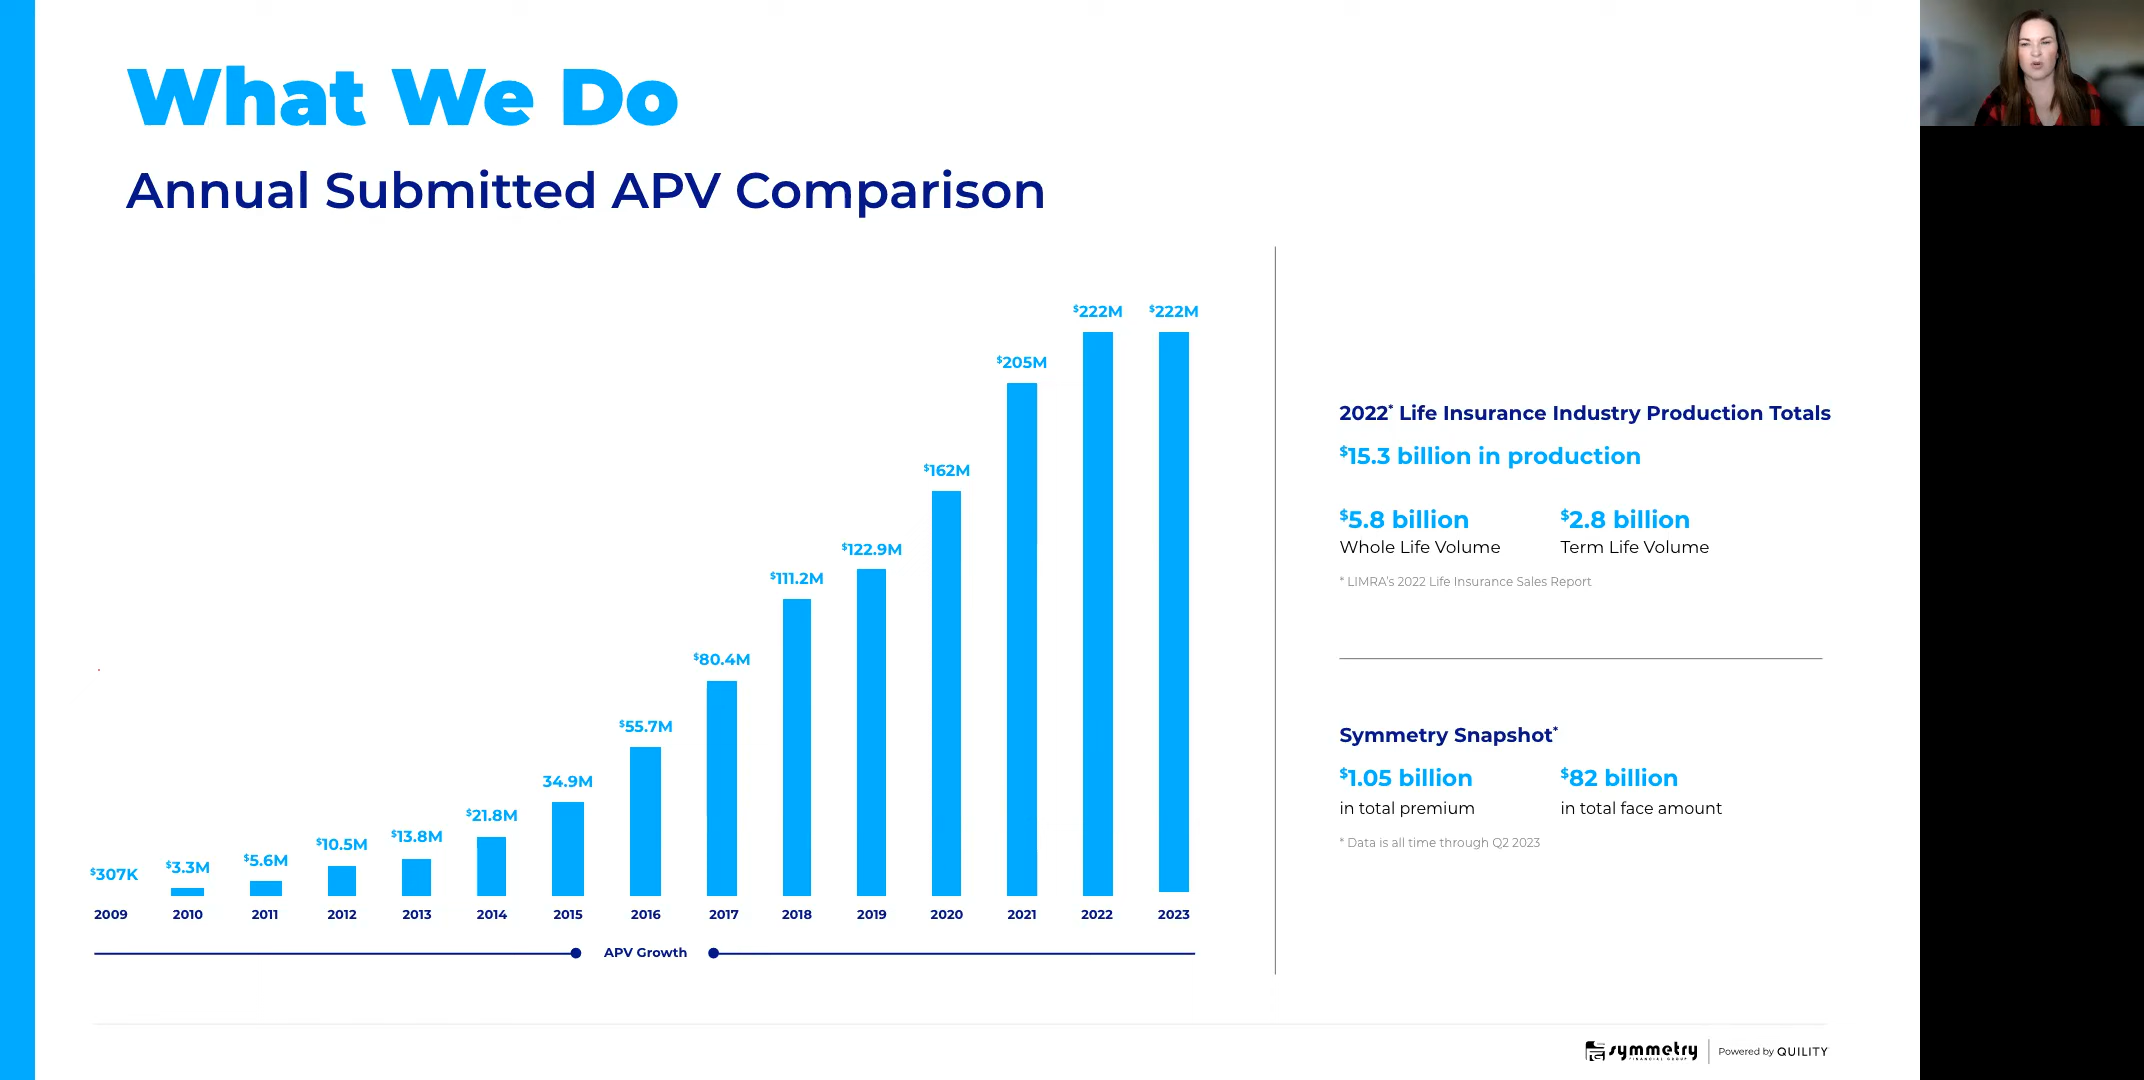 What We Do
Annual Submitted APV Comparison
$307K
$3.3M
$5.6M
$10.5M
$13.8M
$21.8M
34.9M
$55.7M
$80.4M
$111.2M
$122.9M
$162M
$205M
$222M
$222M
2009 2010 2011 2012 2013 2014 2015 2016 2017 2018 2019 2020 2021 2022 2023
APV Growth
2022* Life Insurance Industry Production Totals
$15.3 billion in production
$5.8 billion
Whole Life Volume
$2.8 billion
Term Life Volume
* LIMRA's 2022 Life Insurance Sales Report
Symmetry Snapshot*
$1.05 billion
in total premium
$82 billion
in total face amount
* Data is all time through Q2 2023
symmetry
FINANCIAL GROUP
Powered by QUILITY